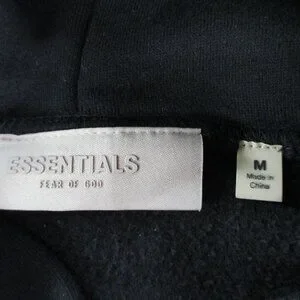 ESSENTIALS
FEAR OF GOD
M
Made in
China